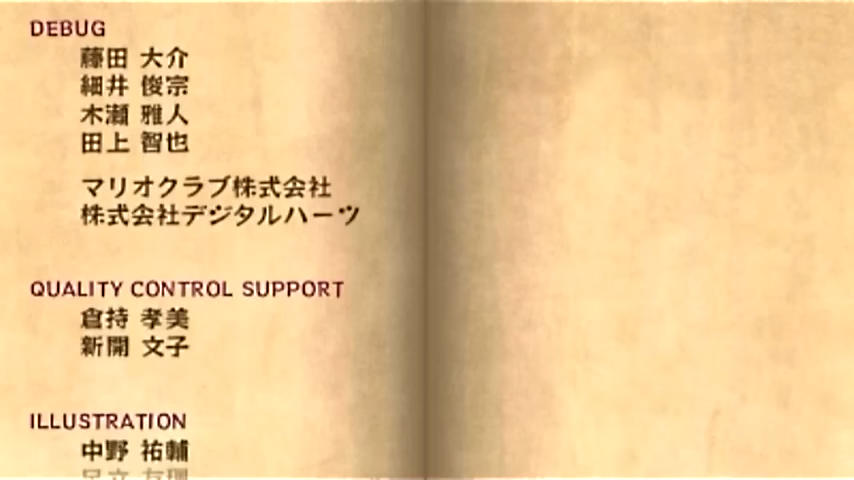 DEBUG
藤田 大介
細井 俊宗
木瀬 雅人
田上 智也
マリオクラブ株式会社
株式会社デジタルハーツ
QUALITY CONTROL SUPPORT
倉持 孝美
新開 文子
ILLUSTRATION
中野 祐輔